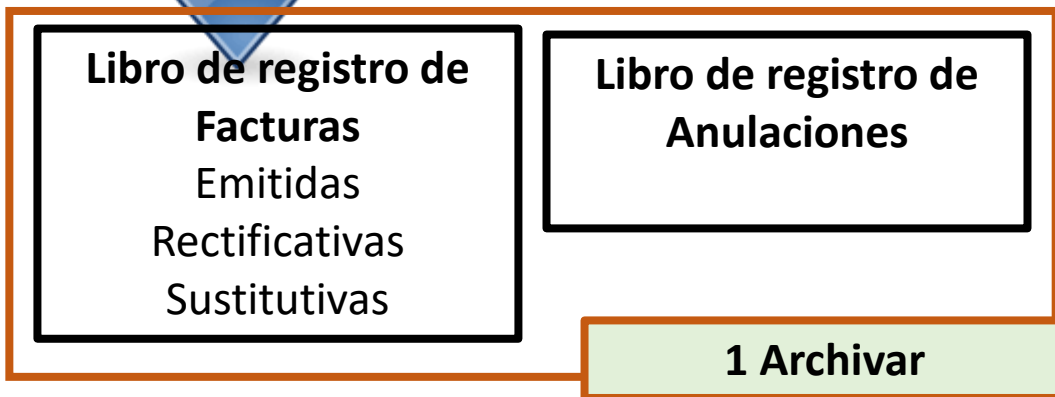 Libro de registro de
Facturas
Emitidas
Rectificativas
Sustitutivas
Libro de registro de
Anulaciones
1 Archivar